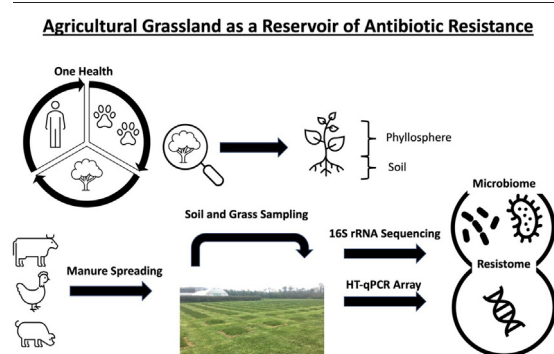 Agricultural Grassland as a Reservoir of Antibiotic Resistance
One Health
Phyllosphere
Soil
Microbiome
Soil and Grass Sampling
16S rRNA Sequencing
Resistome
Manure Spreading
HT-qPCR Array